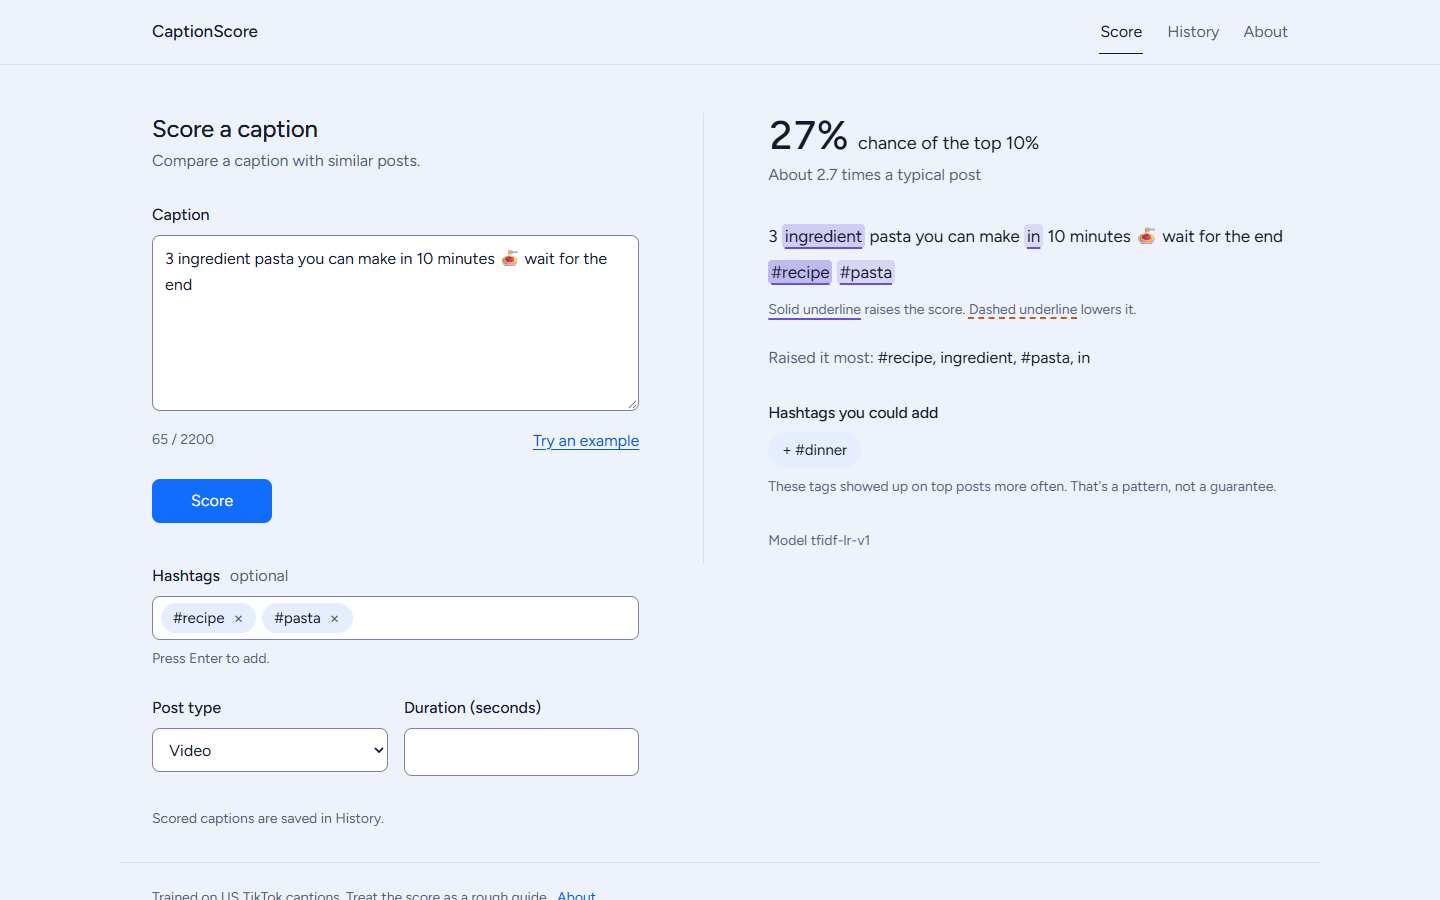 CaptionScore
Score History About
Score a caption
Compare a caption with similar posts.
Caption
3 ingredient pasta you can make in 10 minutes 🍝 wait for the
end
65 / 2200
Try an example
Score
Hashtags optional
#recipe × #pasta ×
Press Enter to add.
Post type
Video
Duration (seconds)
Scored captions are saved in History.
27% chance of the top 10%
About 2.7 times a typical post
3 ingredient pasta you can make in 10 minutes 🍝 wait for the end
#recipe #pasta
Solid underline raises the score. Dashed underline lowers it.
Raised it most: #recipe, ingredient, #pasta, in
Hashtags you could add
+ #dinner
These tags showed up on top posts more often. That's a pattern, not a guarantee.
Model tfidf-lr-v1
Trained on US TikTok captions. Treat the score as a rough guide. About